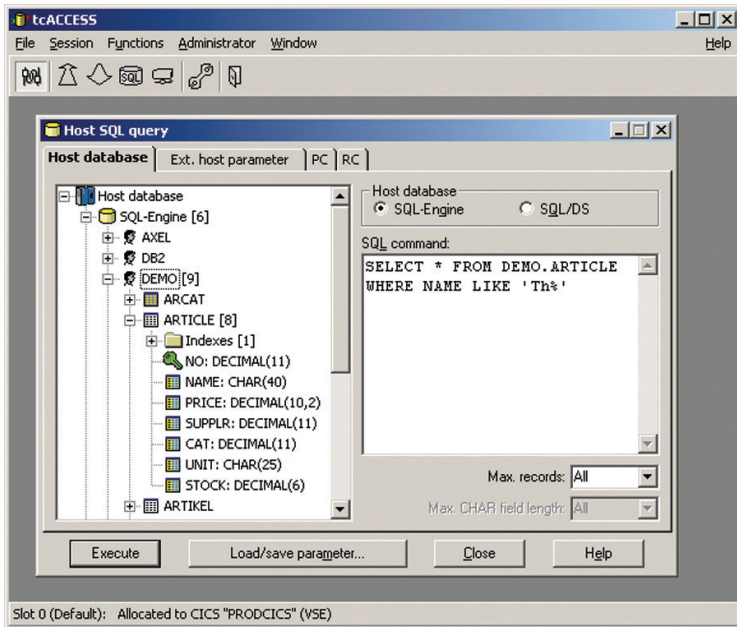 tcACCESS
File Session Functions Administrator Window Help
SQL
Host SQL query
Host database Ext. host parameter PC RC
Host database
SQL-Engine [6]
AXEL
DB2
DEMO [9]
ARCAT
ARTICLE [8]
Indexes [1]
NO: DECIMAL(11)
NAME: CHAR(40)
PRICE: DECIMAL(10,2)
SUPPLR: DECIMAL(11)
CAT: DECIMAL(11)
UNIT: CHAR(25)
STOCK: DECIMAL(6)
ARTIKEL
Host database
SQL-Engine SQL/DS
SQL command:
SELECT * FROM DEMO.ARTICLE
WHERE NAME LIKE 'Th%'
Max. records: All
Max. CHAR field length: All
Execute Load/save parameter... Close Help
Slot 0 (Default): Allocated to CICS "PRODCICS" (VSE)